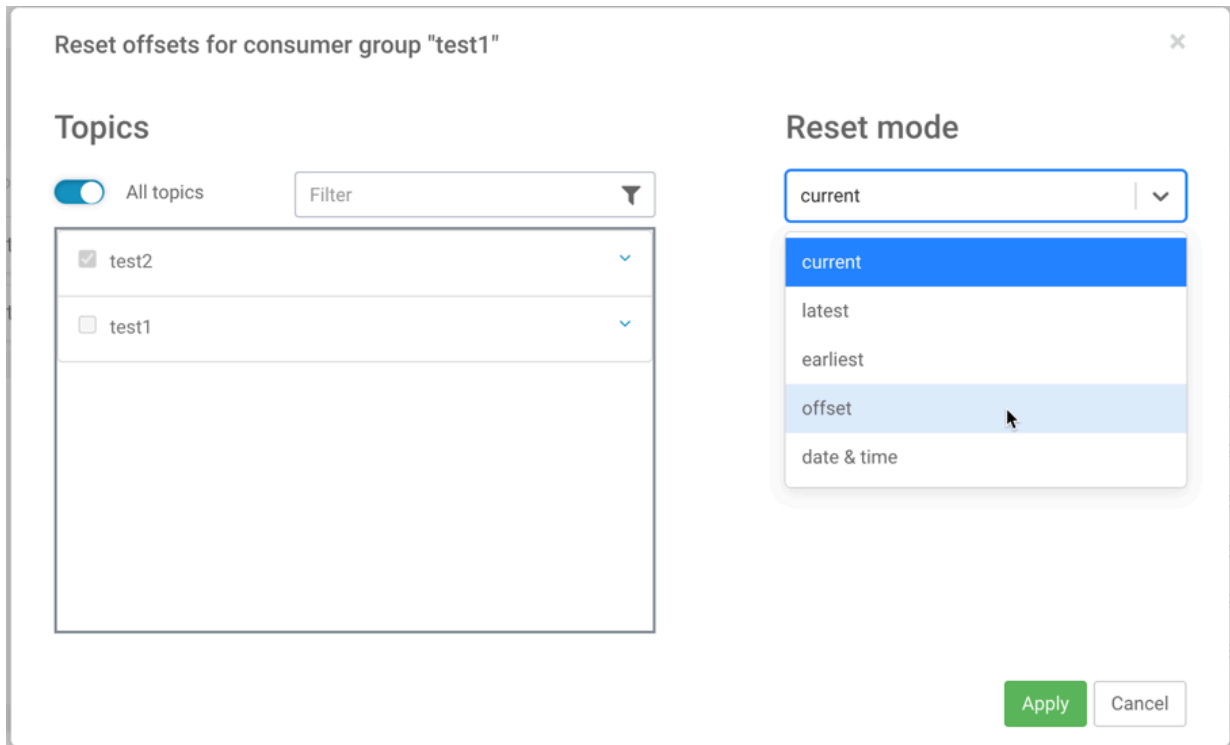 Reset offsets for consumer group "test1"
Topics
All topics
Filter
test2
test1
Reset mode
current
current
latest
earliest
offset
date & time
Apply
Cancel